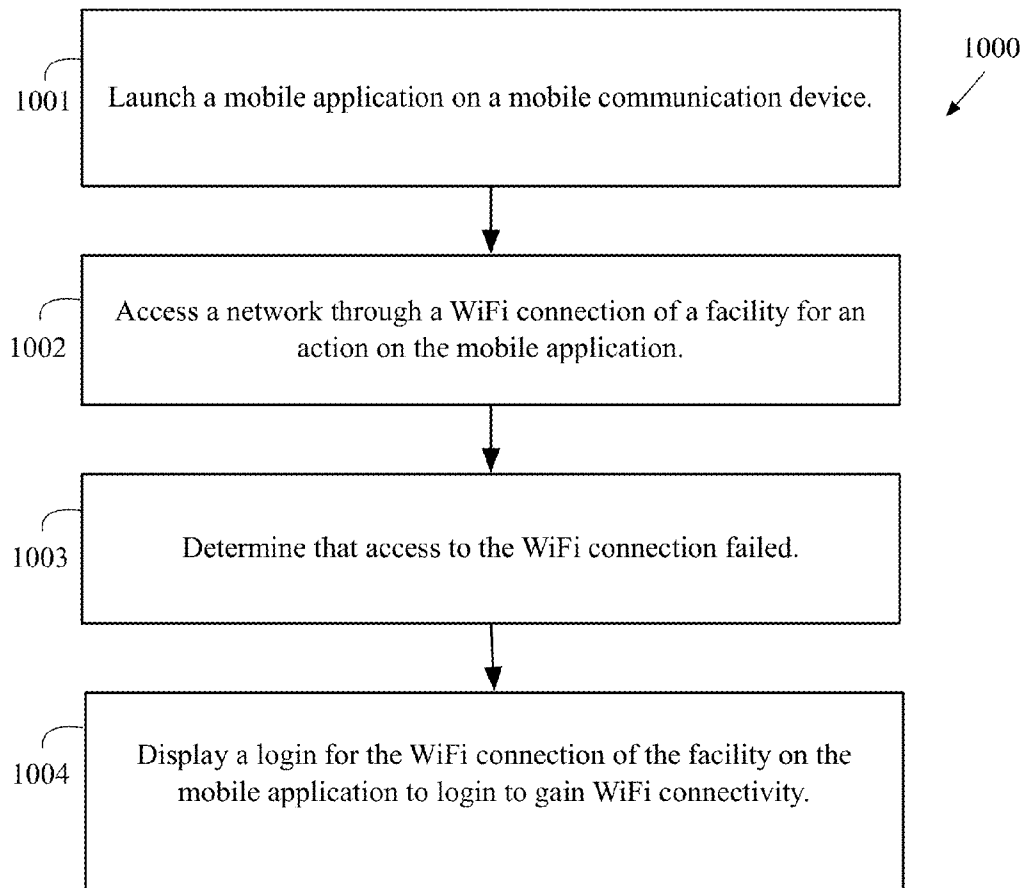 1000
1001
Launch a mobile application on a mobile communication device.
1002
Access a network through a WiFi connection of a facility for an
action on the mobile application.
1003
Determine that access to the WiFi connection failed.
1004
Display a login for the WiFi connection of the facility on the
mobile application to login to gain WiFi connectivity.